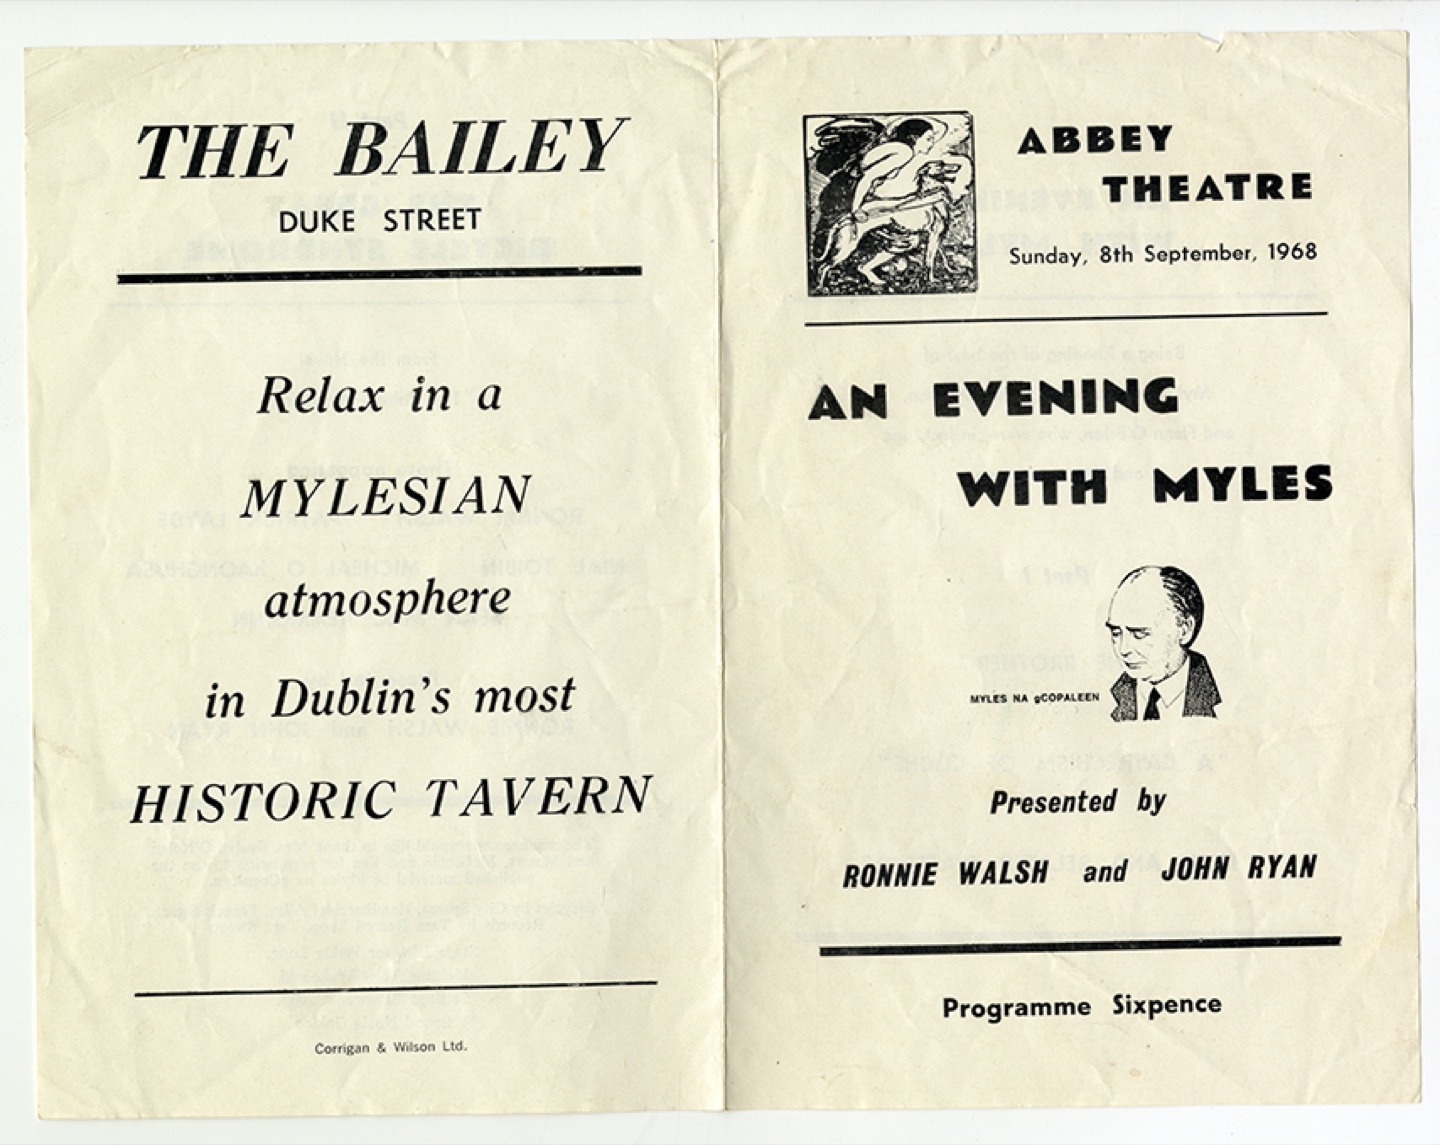 THE BAILEY
DUKE STREET
Relax in a
MYLESIAN
atmosphere
in Dublin's most
HISTORIC TAVERN
Corrigan & Wilson Ltd.
ABBEY
THEATRE
Sunday, 8th September, 1968
AN EVENING
WITH MYLES
MYLES NA gCOPALEEN
Presented by
RONNIE WALSH and JOHN RYAN
Programme Sixpence